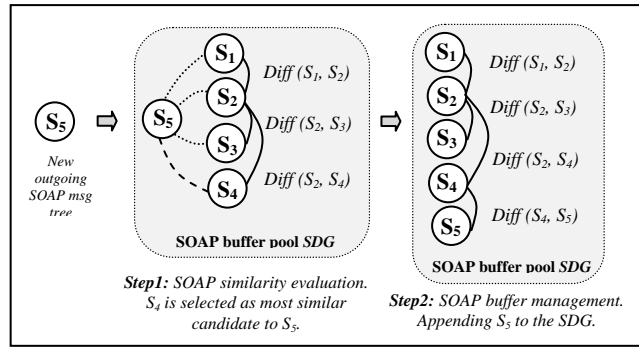 S5
New
outgoing
SOAP msg
tree
S1
S2
S5
S3
S4
Diff (S1, S2)
Diff (S2, S3)
Diff (S2, S4)
SOAP buffer pool SDG
Step1: SOAP similarity evaluation.
S4 is selected as most similar
candidate to S5.
S1
S2
S3
S4
S5
Diff (S1, S2)
Diff (S2, S3)
Diff (S2, S4)
Diff (S4, S5)
SOAP buffer pool SDG
Step2: SOAP buffer management.
Appending S5 to the SDG.